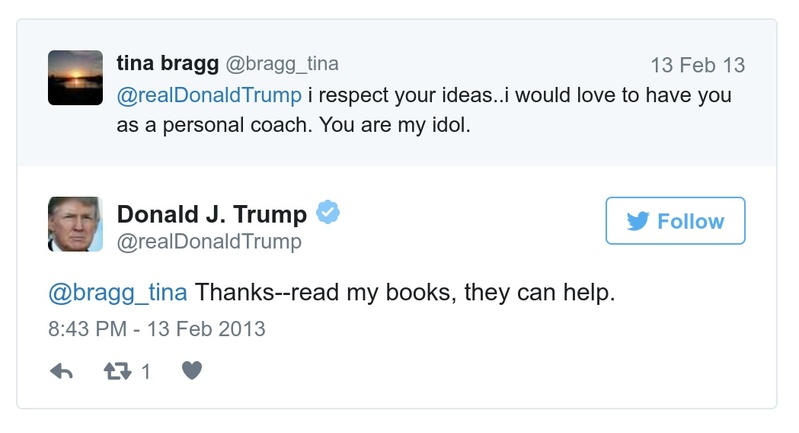 tina bragg @bragg_tina 13 Feb 13
@realDonaldTrump i respect your ideas..i would love to have you
as a personal coach. You are my idol.
Donald J. Trump
@realDonaldTrump
Follow
@bragg_tina Thanks--read my books, they can help.
8:43 PM - 13 Feb 2013
1